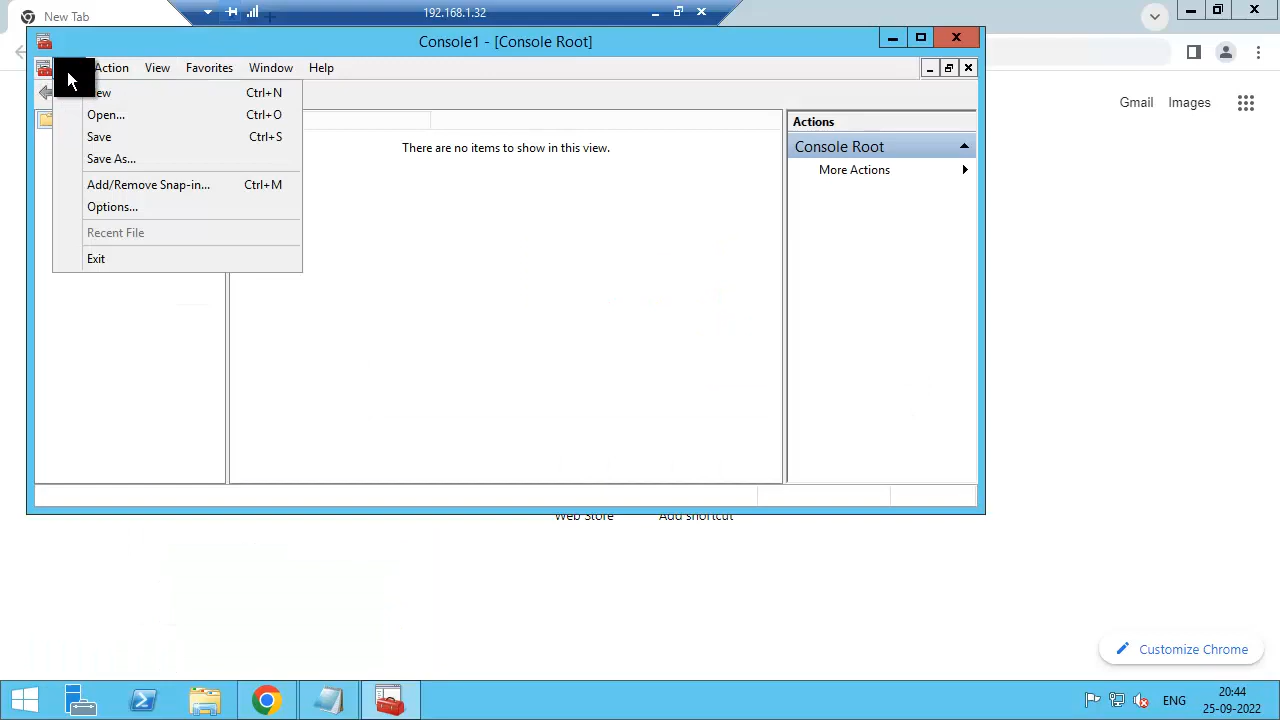 New Tab
192.168.1.32
Console1 - [Console Root]
Action View Favorites Window Help
Ctrl+N
Open... Ctrl+O
Save Ctrl+S
Save As...
Add/Remove Snap-in... Ctrl+M
Options...
Recent File
Exit
There are no items to show in this view.
Actions
Console Root
More Actions
Gmail Images
Web Store Add shortcut
Customize Chrome
ENG
20:44
25-09-2022